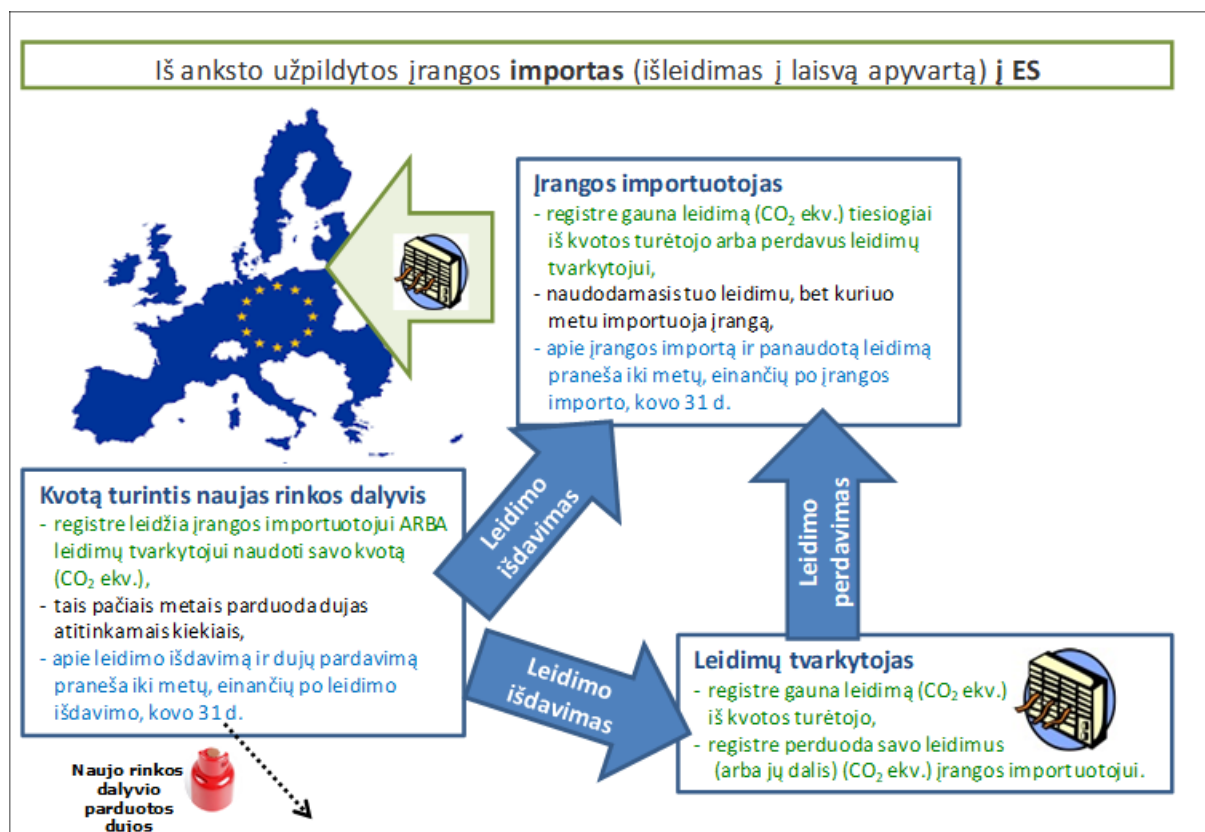 Iš anksto užpildytos įrangos importas (išleidimas į laisvą apyvartą) į ES
Įrangos importuotojas
- registre gauna leidimą (CO₂ ekv.) tiesiogiai
iš kvotos turėtojo arba perdavus leidimų
tvarkytojui,
- naudodamasis tuo leidimu, bet kuriuo
metu importuoja įrangą,
- apie įrangos importą ir panaudotą leidimą
praneša iki metų, einančių po įrangos
importo, kovo 31 d.
Kvotą turintis naujas rinkos dalyvis
- registre leidžia įrangos importuotojui ARBA
leidimų tvarkytojui naudoti savo kvotą
(CO₂ ekv.),
- tais pačiais metais parduoda dujas
atitinkamais kiekiais,
- apie leidimo išdavimą ir dujų pardavimą
praneša iki metų, einančių po leidimo
išdavimo, kovo 31 d.
Leidimo
išdavimas
Leidimo
perdavimas
Leidimo
išdavimas
Leidimų tvarkytojas
- registre gauna leidimą (CO₂ ekv.)
iš kvotos turėtojo,
- registre perduoda savo leidimus
(arba jų dalis) (CO₂ ekv.) įrangos importuotojui.
Naujo rinkos
dalyvio
parduotos
dujos